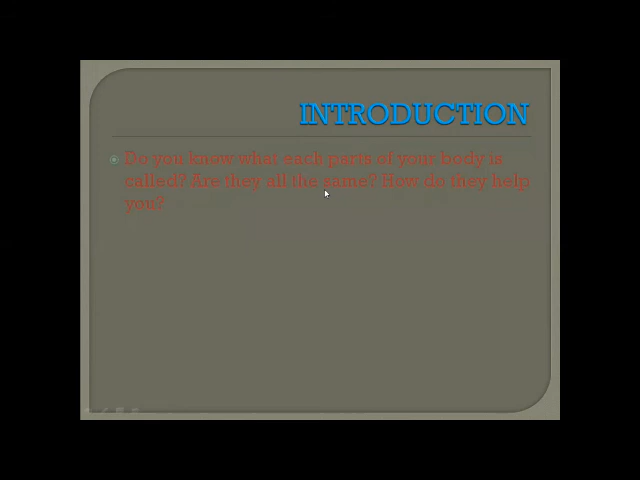 INTRODUCTION
Do you know what each parts of your body is
called? Are they all the same? How do they help
you?